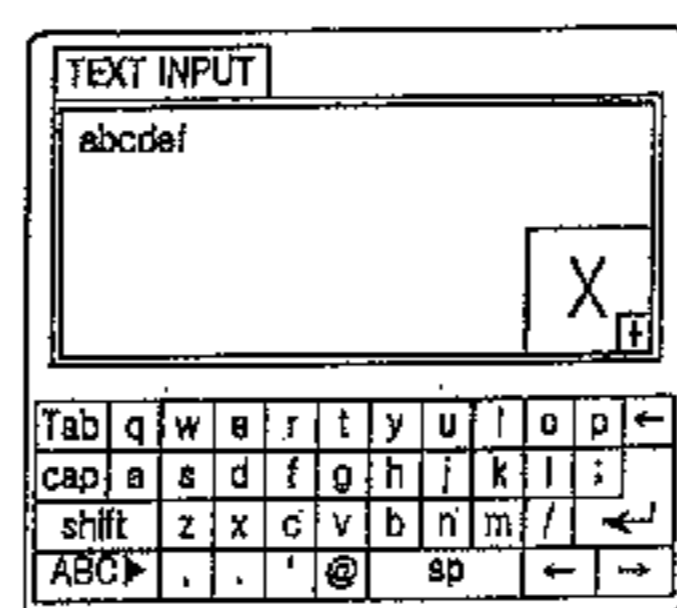 TEXT INPUT
abcdef
X
+
Tab q w e r t y u i o p ←
cap a s d f g h j k l ;
shift z x c v b n m / ↵
ABC▶ , . ' @ sp ← →